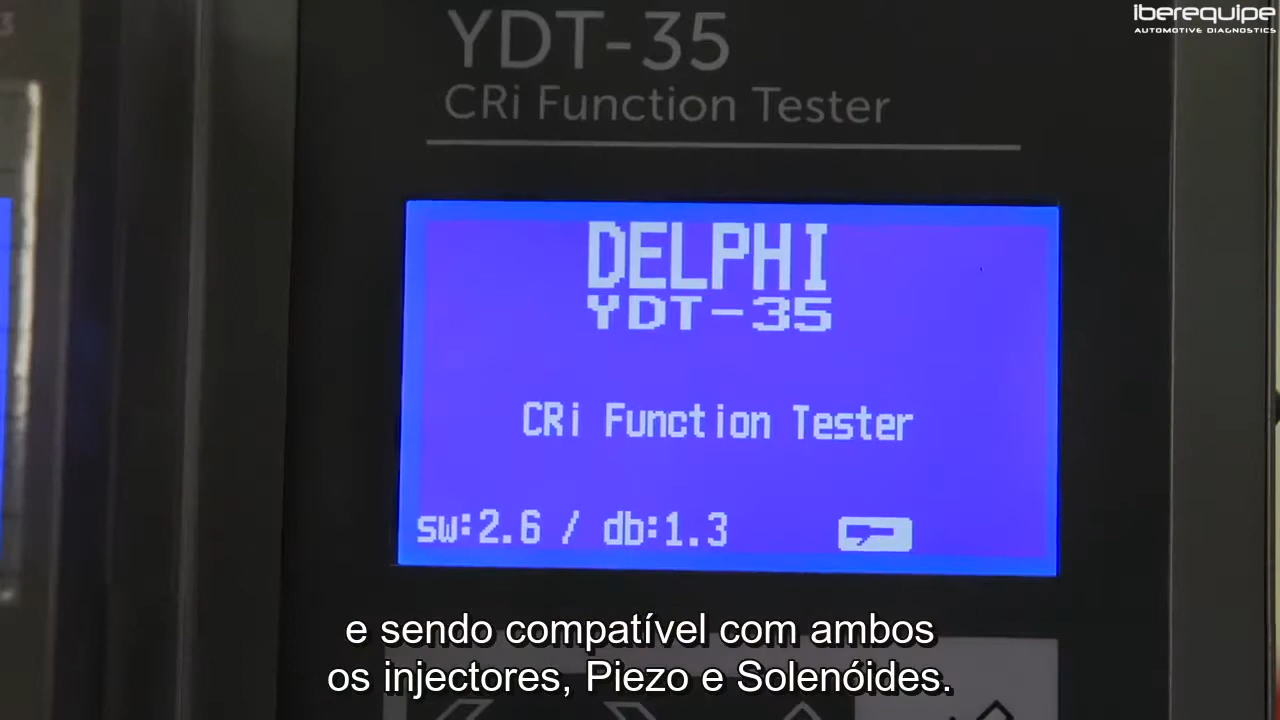 iberequipe
AUTOMOTIVE DIAGNOSTICS
YDT-35
CRi Function Tester
DELPHI
YDT-35
CRi Function Tester
sw:2.6 / db:1.3
e sendo compatível com ambos
os injectores, Piezo e Solenóides.